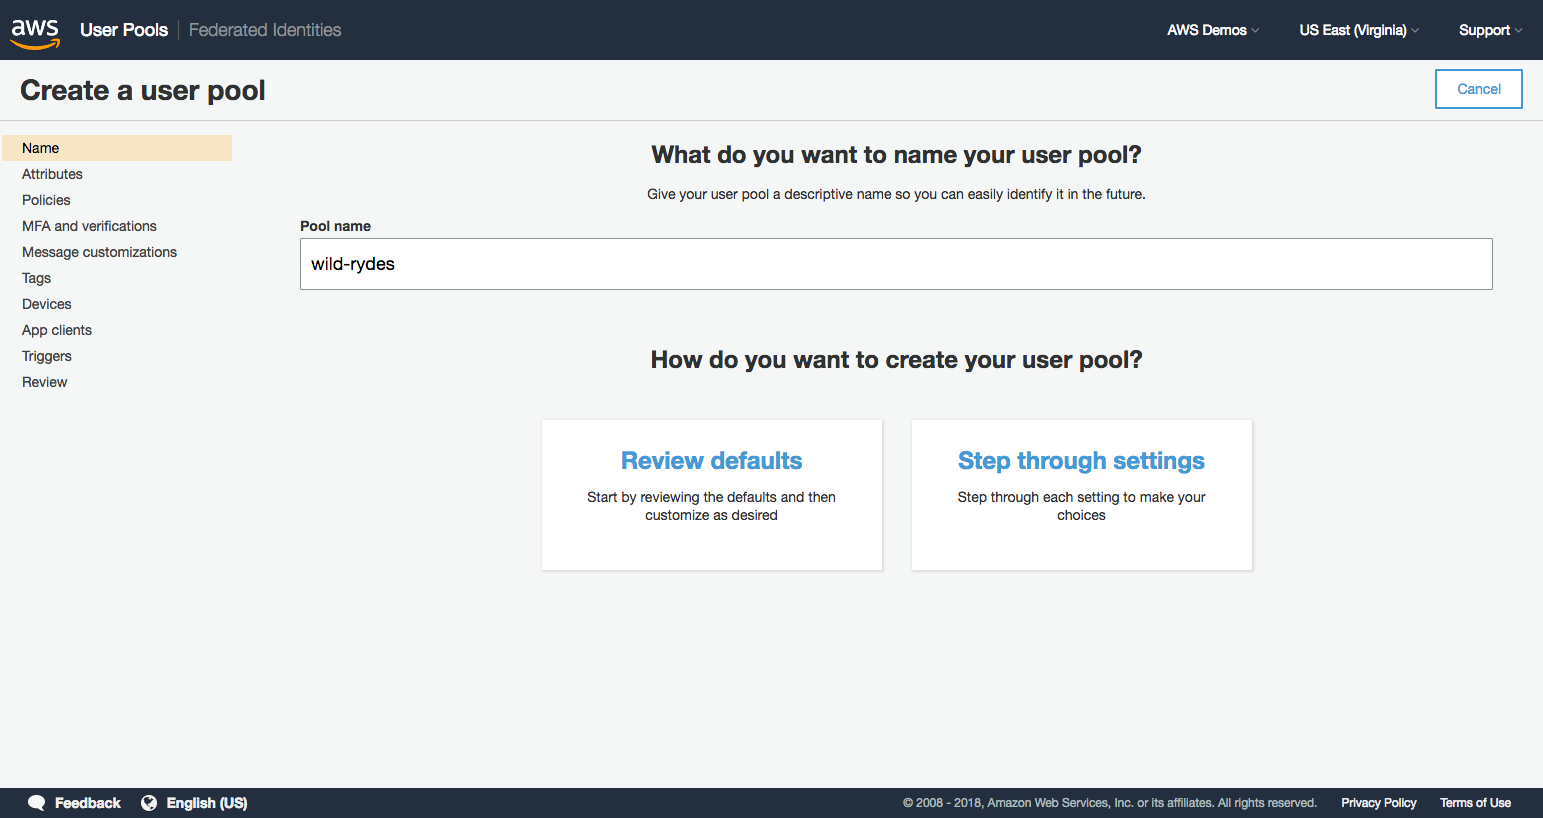 aws User Pools Federated Identities AWS Demos US East (Virginia) Support
Create a user pool Cancel
Name
Attributes
Policies
MFA and verifications
Message customizations
Tags
Devices
App clients
Triggers
Review
What do you want to name your user pool?
Give your user pool a descriptive name so you can easily identify it in the future.
Pool name
wild-rydes
How do you want to create your user pool?
Review defaults
Start by reviewing the defaults and then
customize as desired
Step through settings
Step through each setting to make your
choices
Feedback English (US) © 2008 - 2018, Amazon Web Services, Inc. or its affiliates. All rights reserved. Privacy Policy Terms of Use